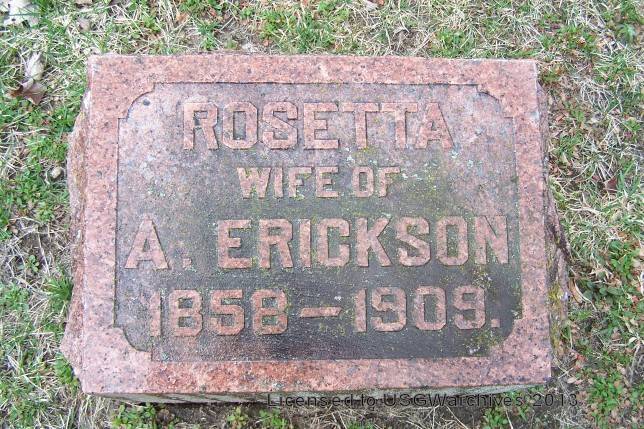 ROSETTA
WIFE OF
A. ERICKSON
1858 – 1909.
Licensed to USGWarchives 2013